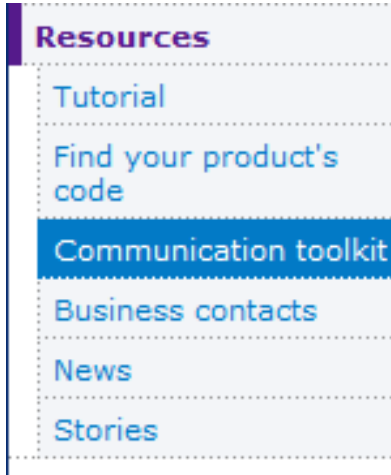 Resources
Tutorial
Find your product's
code
Communication toolkit
Business contacts
News
Stories